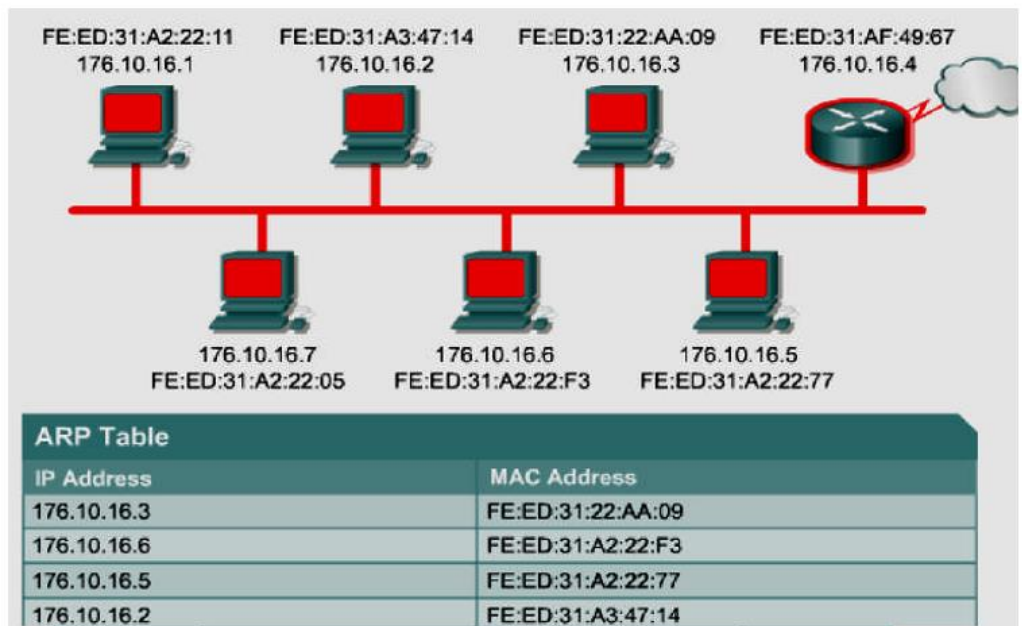 FE:ED:31:A2:22:11 FE:ED:31:A3:47:14 FE:ED:31:22:AA:09 FE:ED:31:AF:49:67
176.10.16.1 176.10.16.2 176.10.16.3 176.10.16.4
176.10.16.7 176.10.16.6 176.10.16.5
FE:ED:31:A2:22:05 FE:ED:31:A2:22:F3 FE:ED:31:A2:22:77
ARP Table
IP Address MAC Address
176.10.16.3 FE:ED:31:22:AA:09
176.10.16.6 FE:ED:31:A2:22:F3
176.10.16.5 FE:ED:31:A2:22:77
176.10.16.2 FE:ED:31:A3:47:14